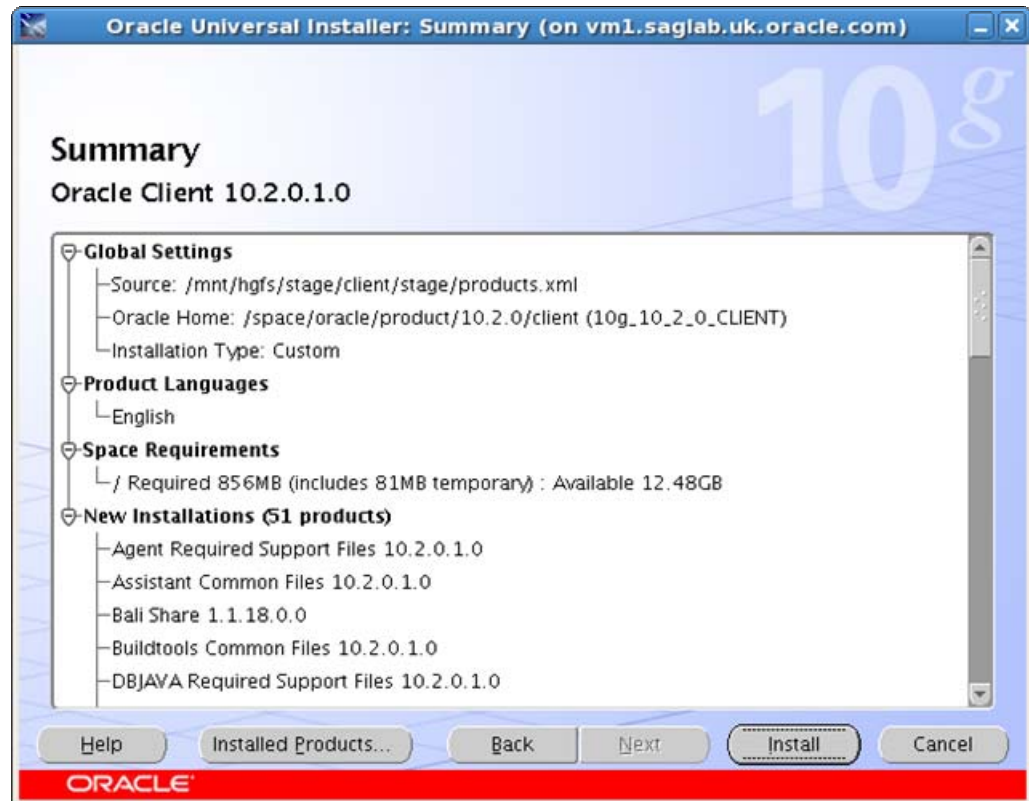 Oracle Universal Installer: Summary (on vm1.saglab.uk.oracle.com)
10g
Summary
Oracle Client 10.2.0.1.0
Global Settings
Source: /mnt/hgfs/stage/client/stage/products.xml
Oracle Home: /space/oracle/product/10.2.0/client (10g_10_2_0_CLIENT)
Installation Type: Custom
Product Languages
English
Space Requirements
/ Required 856MB (includes 81MB temporary) : Available 12.48GB
New Installations (51 products)
Agent Required Support Files 10.2.0.1.0
Assistant Common Files 10.2.0.1.0
Bali Share 1.1.18.0.0
Buildtools Common Files 10.2.0.1.0
DBJAVA Required Support Files 10.2.0.1.0
Help Installed Products... Back Next Install Cancel
ORACLE